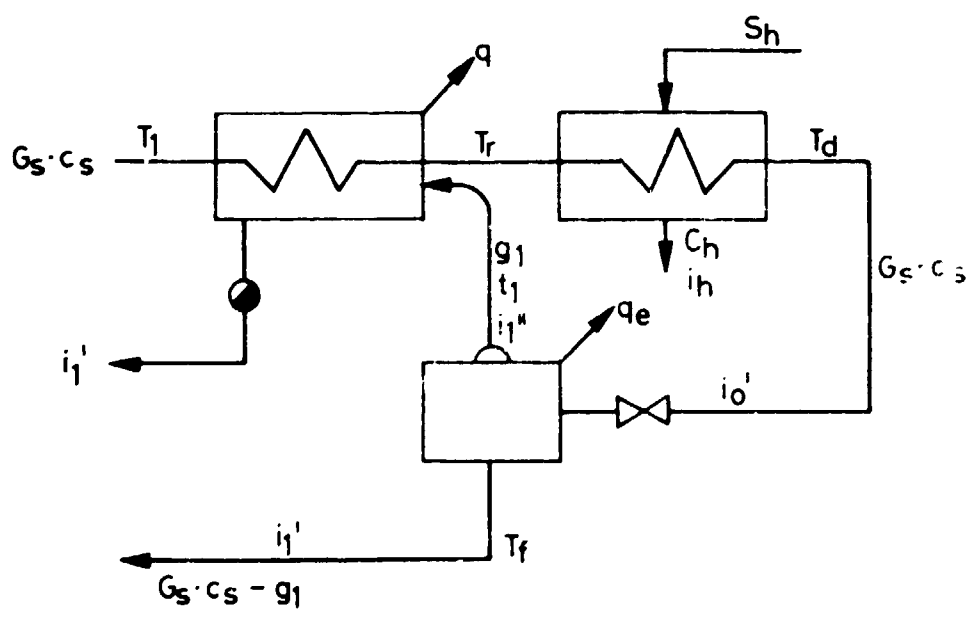 Sh
q
T1
Tr
Td
Gs·cs
g1
t1
i1"
Ch
ih
Gs·cs
qe
i1'
io'
i1'
Tf
Gs·cs - g1